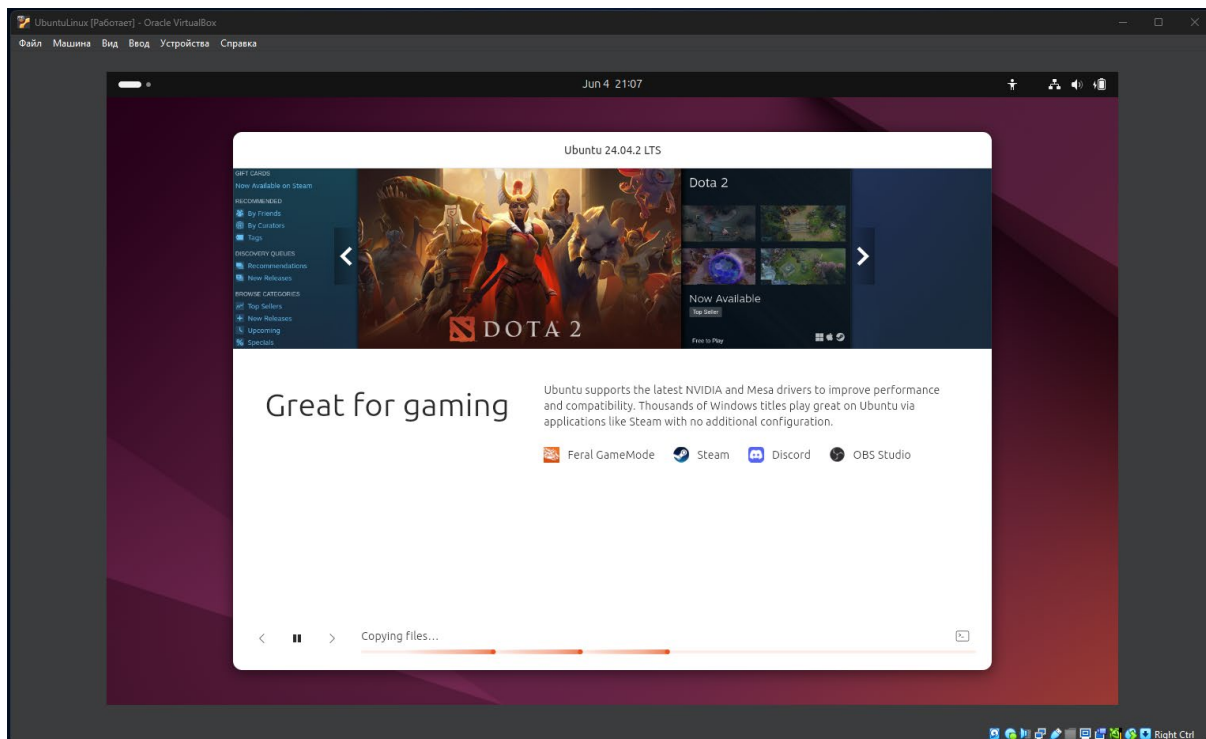 UbuntuLinux [Работает] - Oracle VirtualBox
Файл Машина Вид Ввод Устройства Справка
Jun 4 21:07
Ubuntu 24.04.2 LTS
GIFT CARDS
Now Available on Steam
RECOMMENDED
By Friends
By Curators
Tags
DISCOVERY QUEUES
Recommendations
New Releases
BROWSE CATEGORIES
Top Sellers
New Releases
Upcoming
Specials
DOTA 2
Dota 2
Now Available
Top Seller
Free to Play
Great for gaming
Ubuntu supports the latest NVIDIA and Mesa drivers to improve performance
and compatibility. Thousands of Windows titles play great on Ubuntu via
applications like Steam with no additional configuration.
Feral GameMode Steam Discord OBS Studio
Copying files...
Right Ctrl